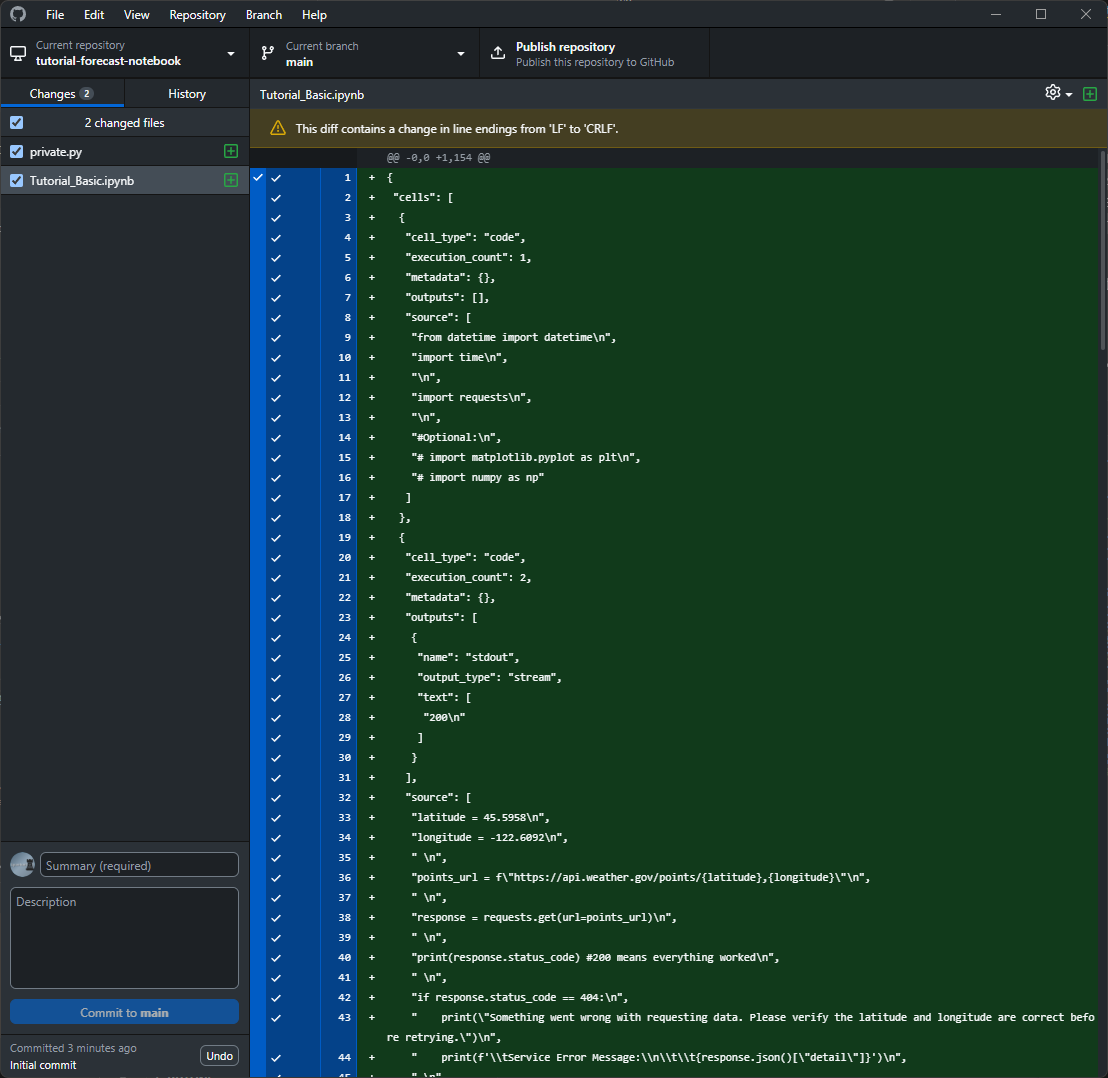 File Edit View Repository Branch Help
Current repository
tutorial-forecast-notebook
Current branch
main
Publish repository
Publish this repository to GitHub
Changes 2
History
Tutorial_Basic.ipynb
2 changed files
private.py
Tutorial_Basic.ipynb
This diff contains a change in line endings from 'LF' to 'CRLF'.
@@ -0,0 +1,154 @@
1 + {
2 + "cells": [
3 + {
4 + "cell_type": "code",
5 + "execution_count": 1,
6 + "metadata": {},
7 + "outputs": [],
8 + "source": [
9 + "from datetime import datetime\n",
10 + "import time\n",
11 + "\n",
12 + "import requests\n",
13 + "\n",
14 + "#Optional:\n",
15 + "# import matplotlib.pyplot as plt\n",
16 + "# import numpy as np"
17 + ]
18 + },
19 + {
20 + "cell_type": "code",
21 + "execution_count": 2,
22 + "metadata": {},
23 + "outputs": [
24 + {
25 + "name": "stdout",
26 + "output_type": "stream",
27 + "text": [
28 + "200\n"
29 + ]
30 + }
31 + ],
32 + "source": [
33 + "latitude = 45.5958\n",
34 + "longitude = -122.6092\n",
35 + " \n",
36 + "points_url = f\"https://api.weather.gov/points/{latitude},{longitude}\"\n",
37 + " \n",
38 + "response = requests.get(url=points_url)\n",
39 + " \n",
40 + "print(response.status_code) #200 means everything worked\n",
41 + " \n",
42 + "if response.status_code == 404:\n",
43 + "    print(\"Something went wrong with requesting data. Please verify the latitude and longitude are correct befo
re retrying.\")\n",
44 + "    print(f'\\tService Error Message:\\n\\t\\t{response.json()[\"detail\"]}')\n",
45 + " \n"
Summary (required)
Description
Commit to main
Committed 3 minutes ago
Initial commit
Undo